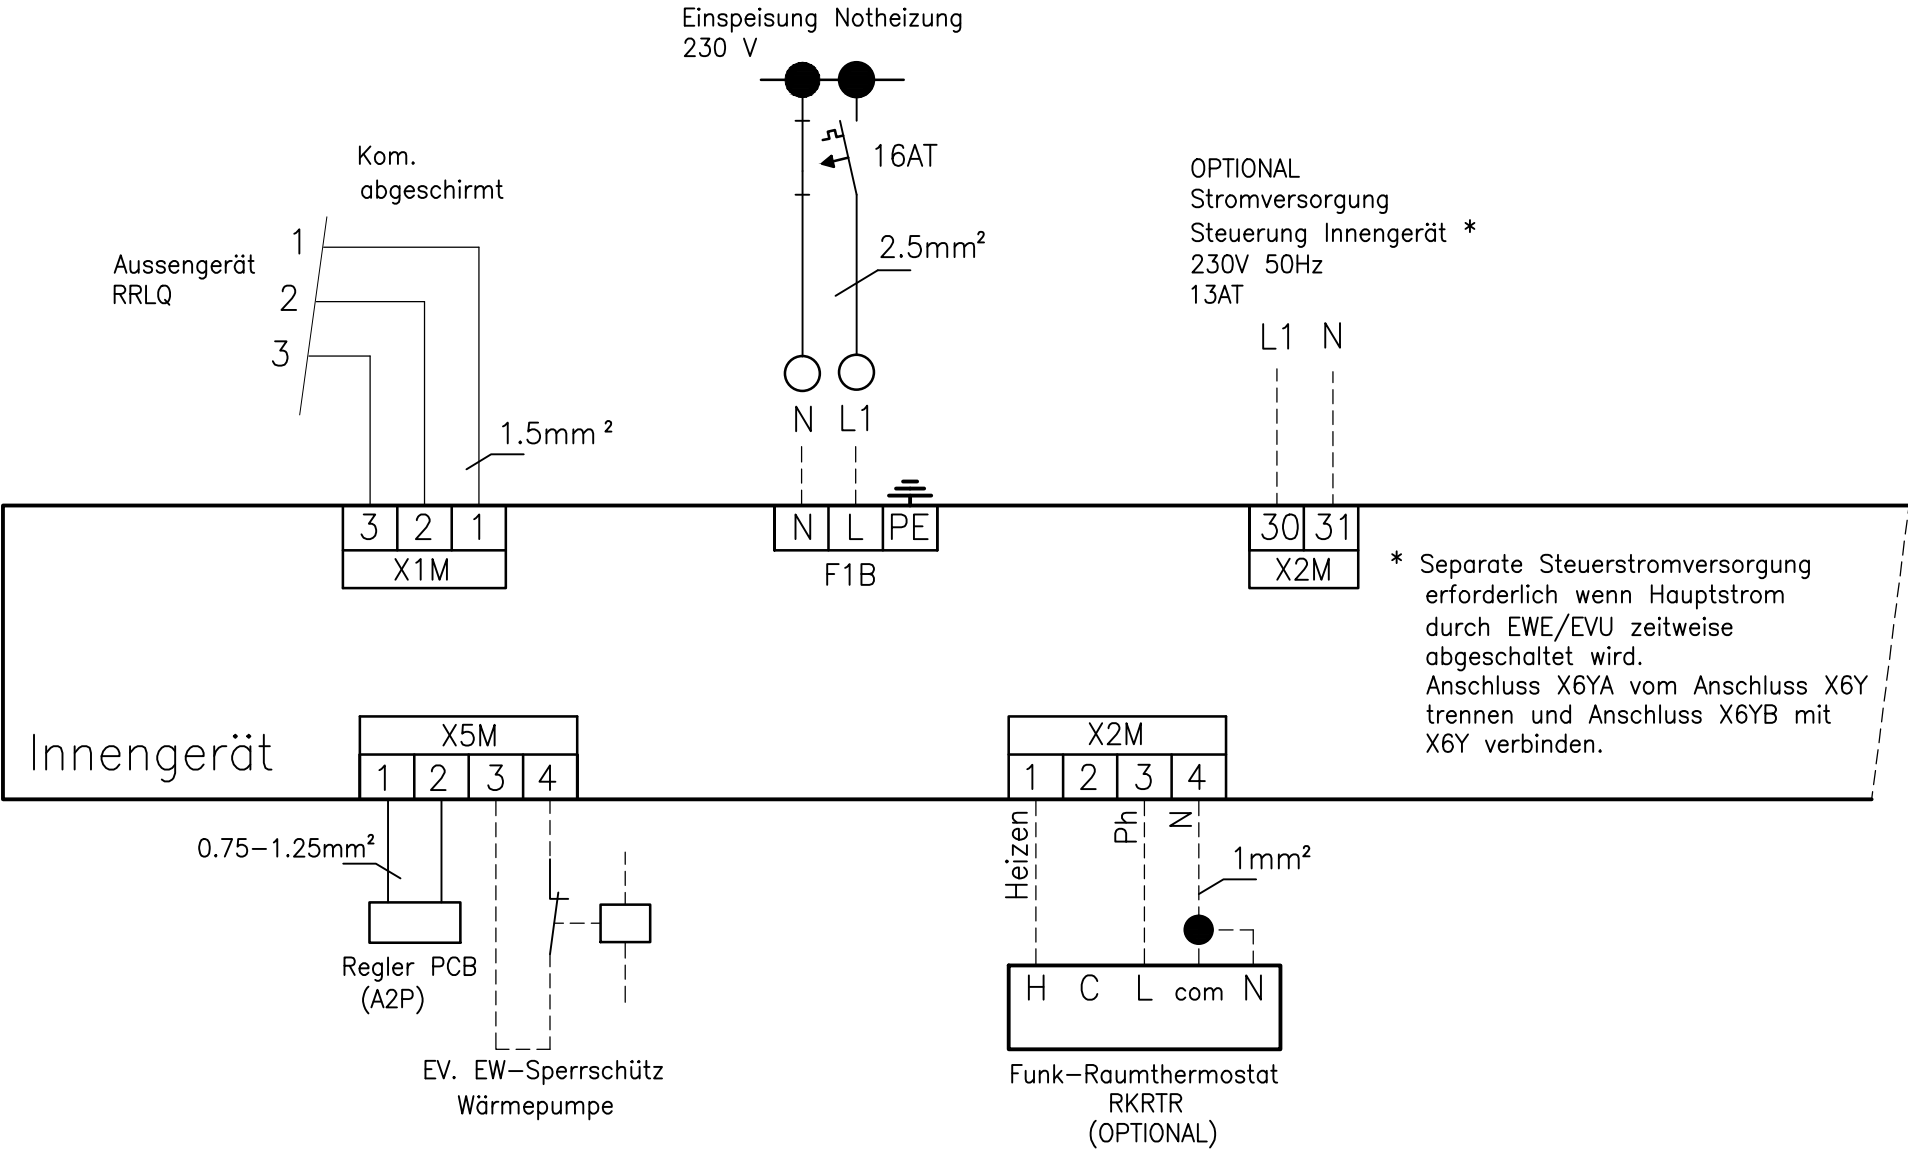 Einspeisung Notheizung
230 V
16AT
2.5mm²
N L1
Kom.
abgeschirmt
Aussengerät
RRLQ
1
2
3
1.5mm²
OPTIONAL
Stromversorgung
Steuerung Innengerät *
230V 50Hz
13AT
L1 N
3 2 1
X1M
N L PE
F1B
30 31
X2M
* Separate Steuerstromversorgung
erforderlich wenn Hauptstrom
durch EWE/EVU zeitweise
abgeschaltet wird.
Anschluss X6YA vom Anschluss X6Y
trennen und Anschluss X6YB mit
X6Y verbinden.
Innengerät
X5M
1 2 3 4
X2M
1 2 3 4
0.75-1.25mm²
Regler PCB
(A2P)
EV. EW-Sperrschütz
Wärmepumpe
Heizen
Ph
N
1mm²
H C L com N
Funk-Raumthermostat
RKRTR
(OPTIONAL)